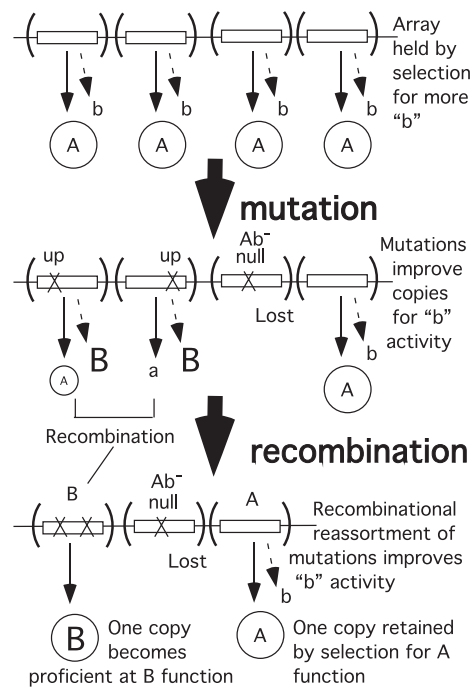 Array
held by
selection
for more
“b”
b b b b
A A A A
mutation
up up Ab⁻
null
Lost
Mutations
improve
copies
for “b”
activity
B B b
A a A
Recombination
recombination
B Ab⁻
null A
Lost
Recombinational
reassortment of
mutations improves
“b” activity
b
B One copy
becomes
proficient at B function
A One copy retained
by selection for A
function